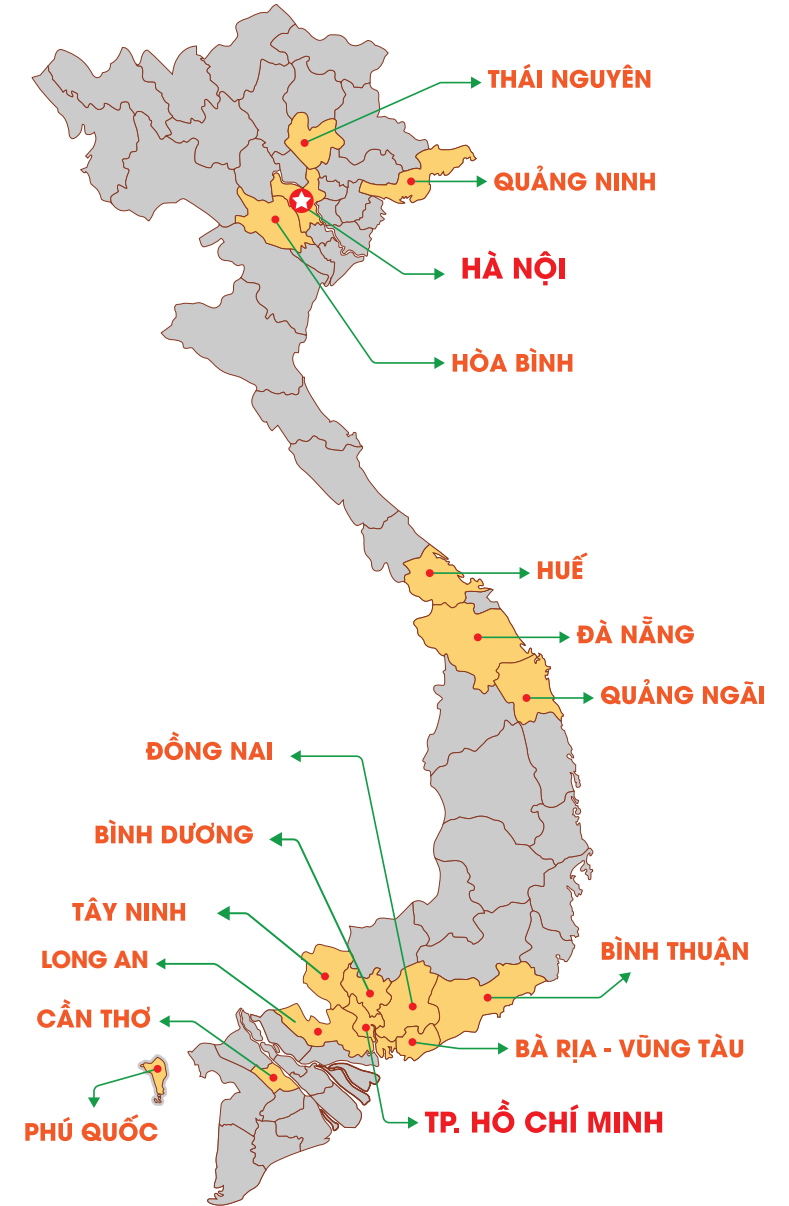 THÁI NGUYÊN
QUẢNG NINH
HÀ NỘI
HÒA BÌNH
HUẾ
ĐÀ NẴNG
QUẢNG NGÃI
ĐỒNG NAI
BÌNH DƯƠNG
TÂY NINH
LONG AN
BÌNH THUẬN
CẦN THƠ
BÀ RỊA - VŨNG TÀU
PHÚ QUỐC
TP. HỒ CHÍ MINH